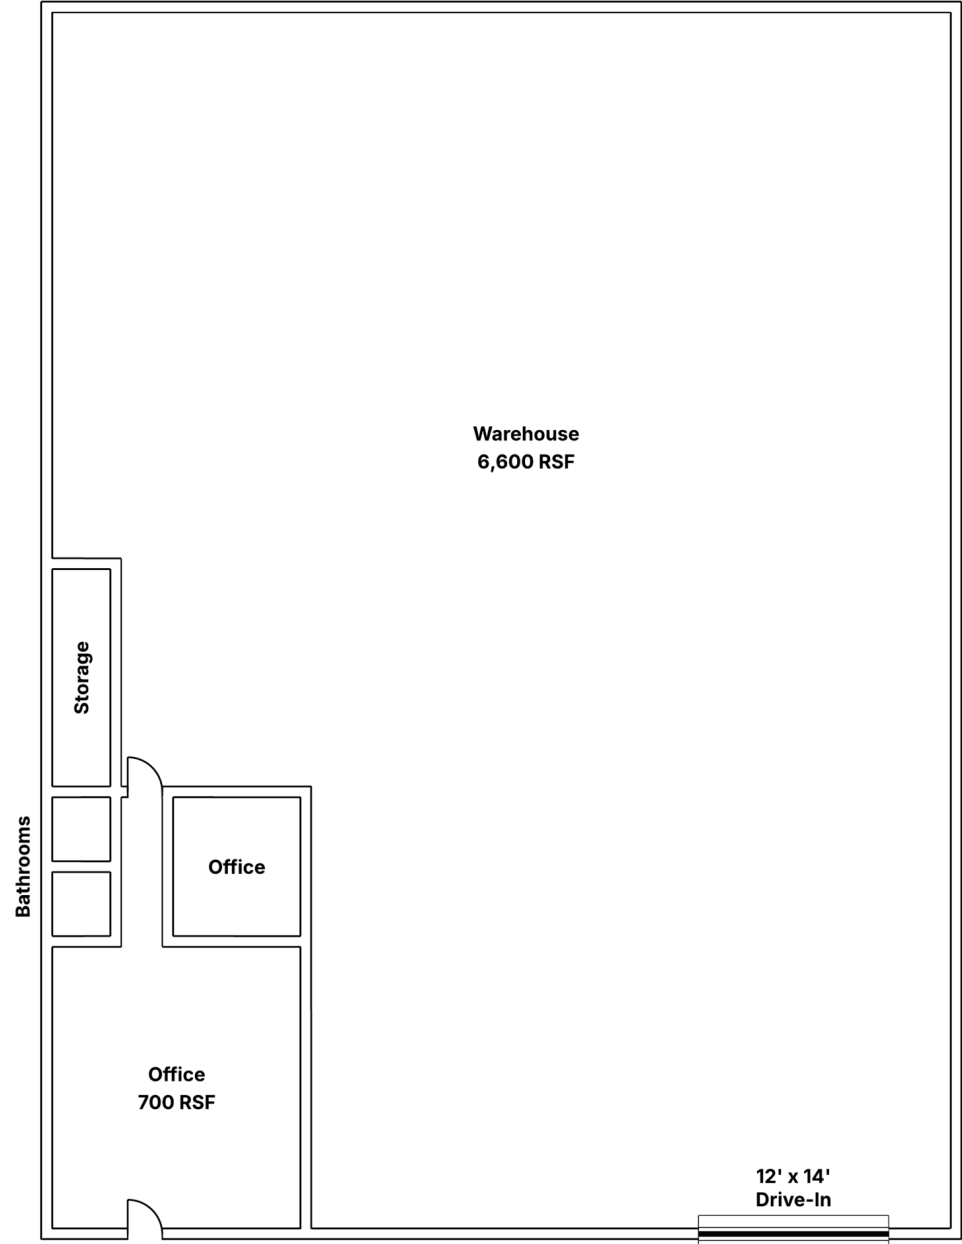 Warehouse
6,600 RSF
Storage
Bathrooms
Office
Office
700 RSF
12' x 14'
Drive-In